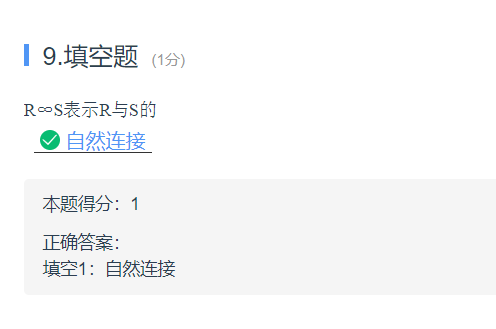 9.填空题 (1分)
R∞S表示R与S的
自然连接
本题得分：1
正确答案：
填空1：自然连接